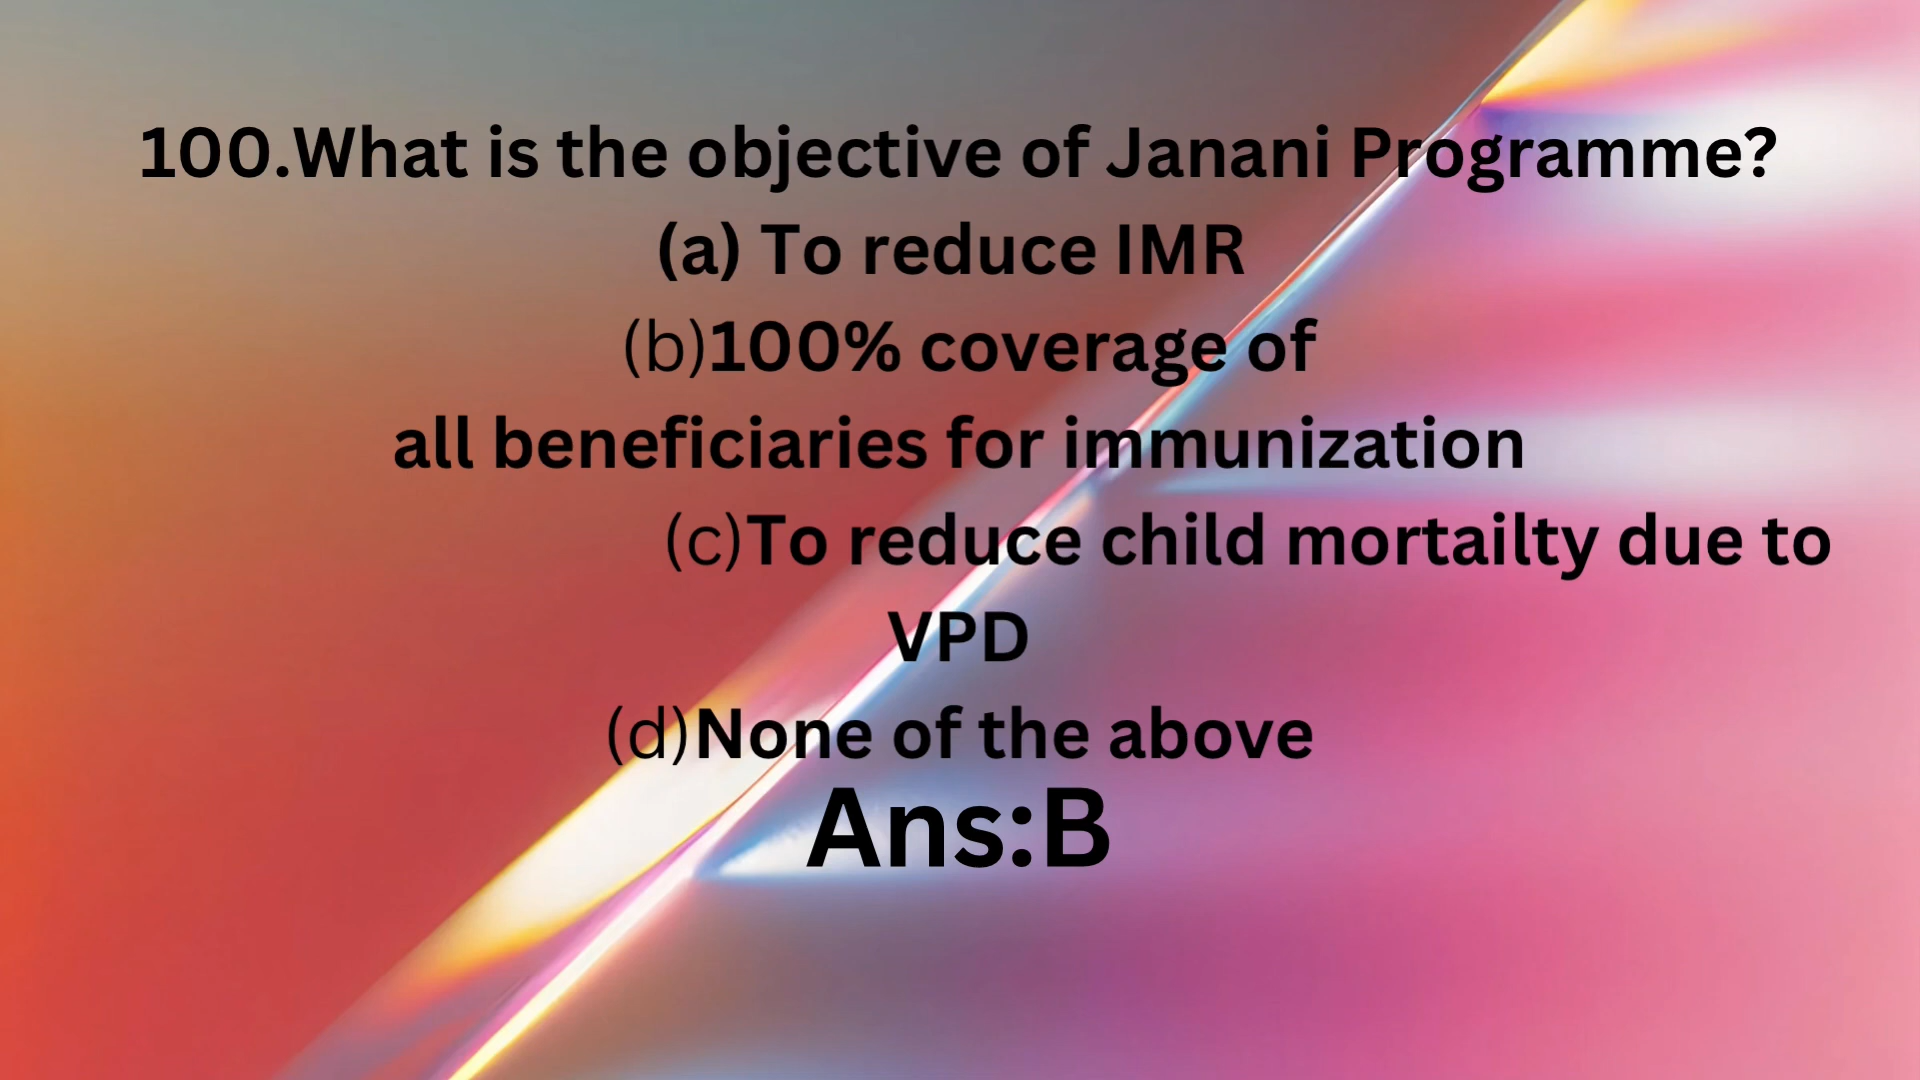 100.What is the objective of Janani Programme?
(a) To reduce IMR
(b)100% coverage of
all beneficiaries for immunization
(c)To reduce child mortailty due to
VPD
(d)None of the above
Ans:B